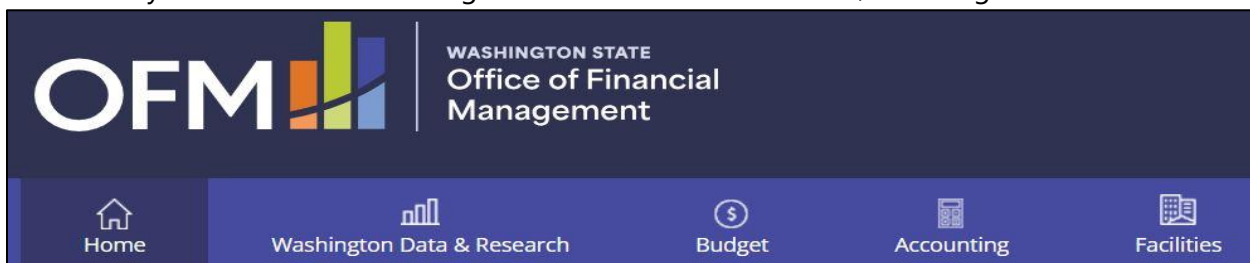 OFM
WASHINGTON STATE
Office of Financial
Management
Home
Washington Data & Research
Budget
Accounting
Facilities